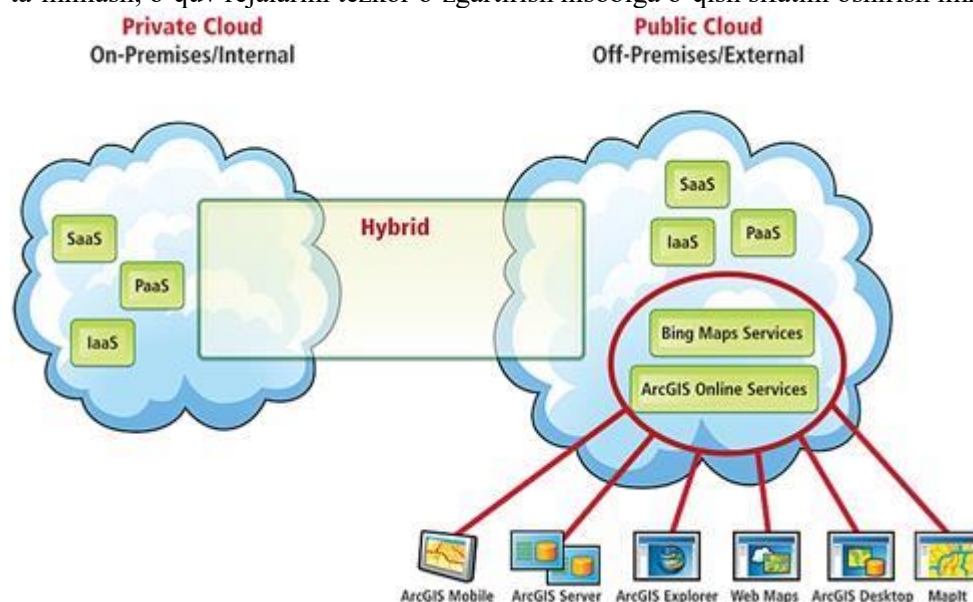 Private Cloud
On-Premises/Internal
Public Cloud
Off-Premises/External
Hybrid
SaaS
PaaS
IaaS
SaaS
IaaS
PaaS
Bing Maps Services
ArcGIS Online Services
ArcGIS Mobile
ArcGIS Server
ArcGIS Explorer
Web Maps
ArcGIS Desktop
MapIt